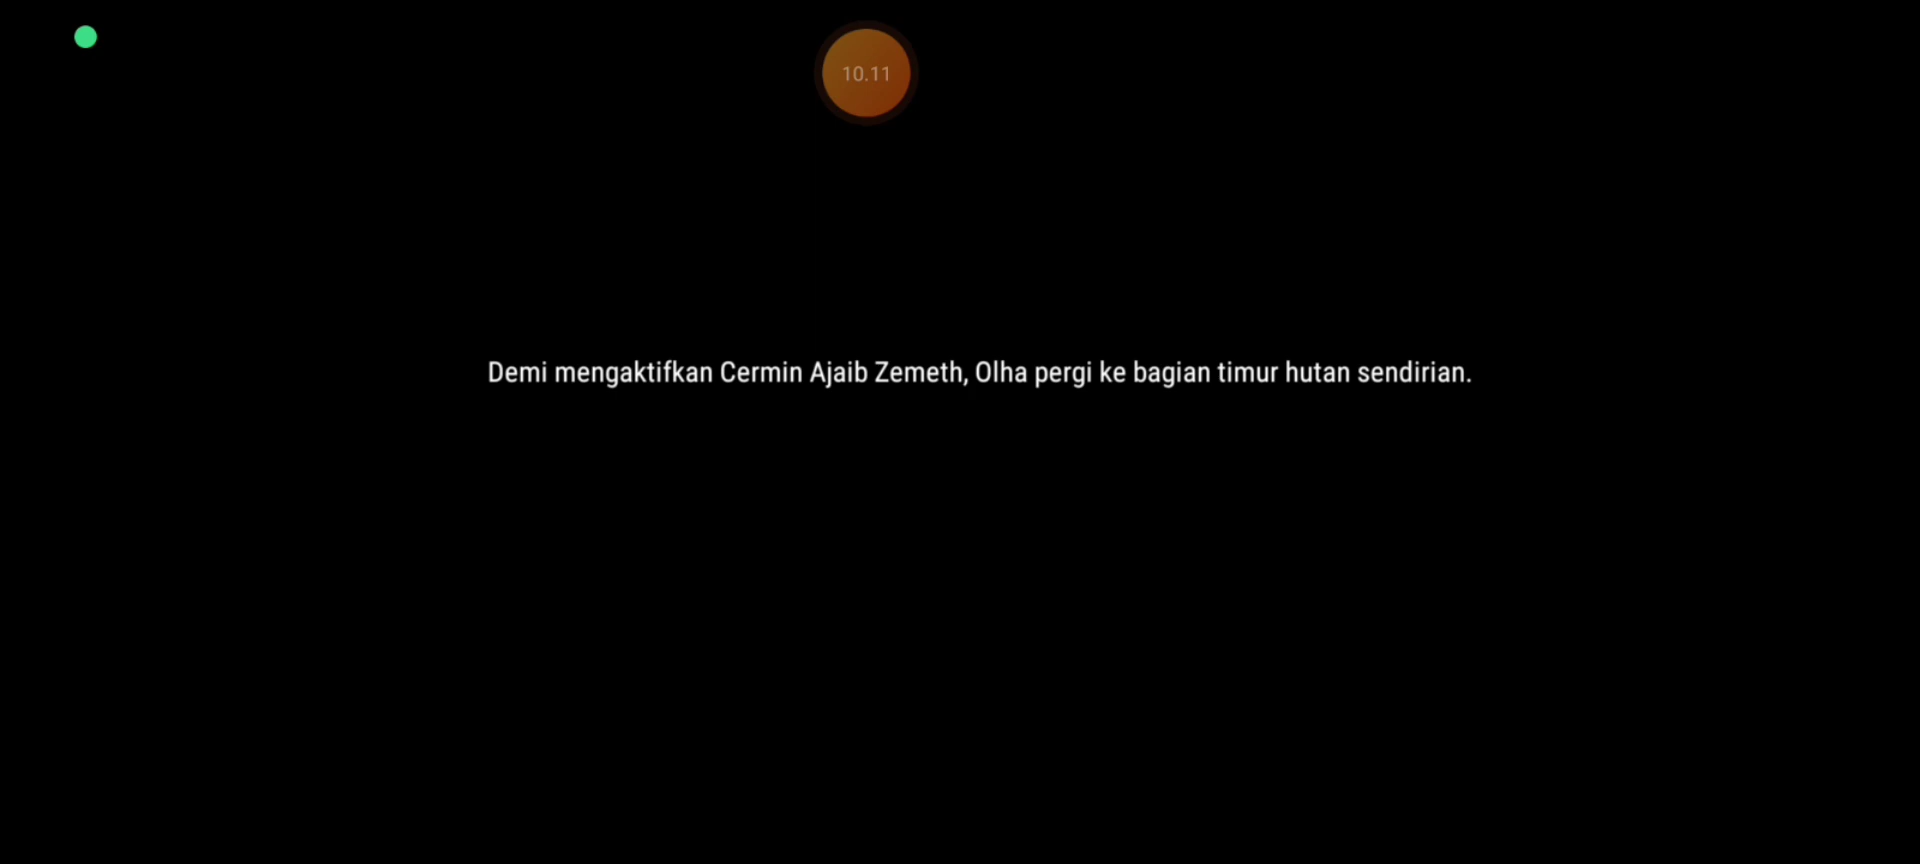 10.11
Demi mengaktifkan Cermin Ajaib Zemeth, Olha pergi ke bagian timur hutan sendirian.